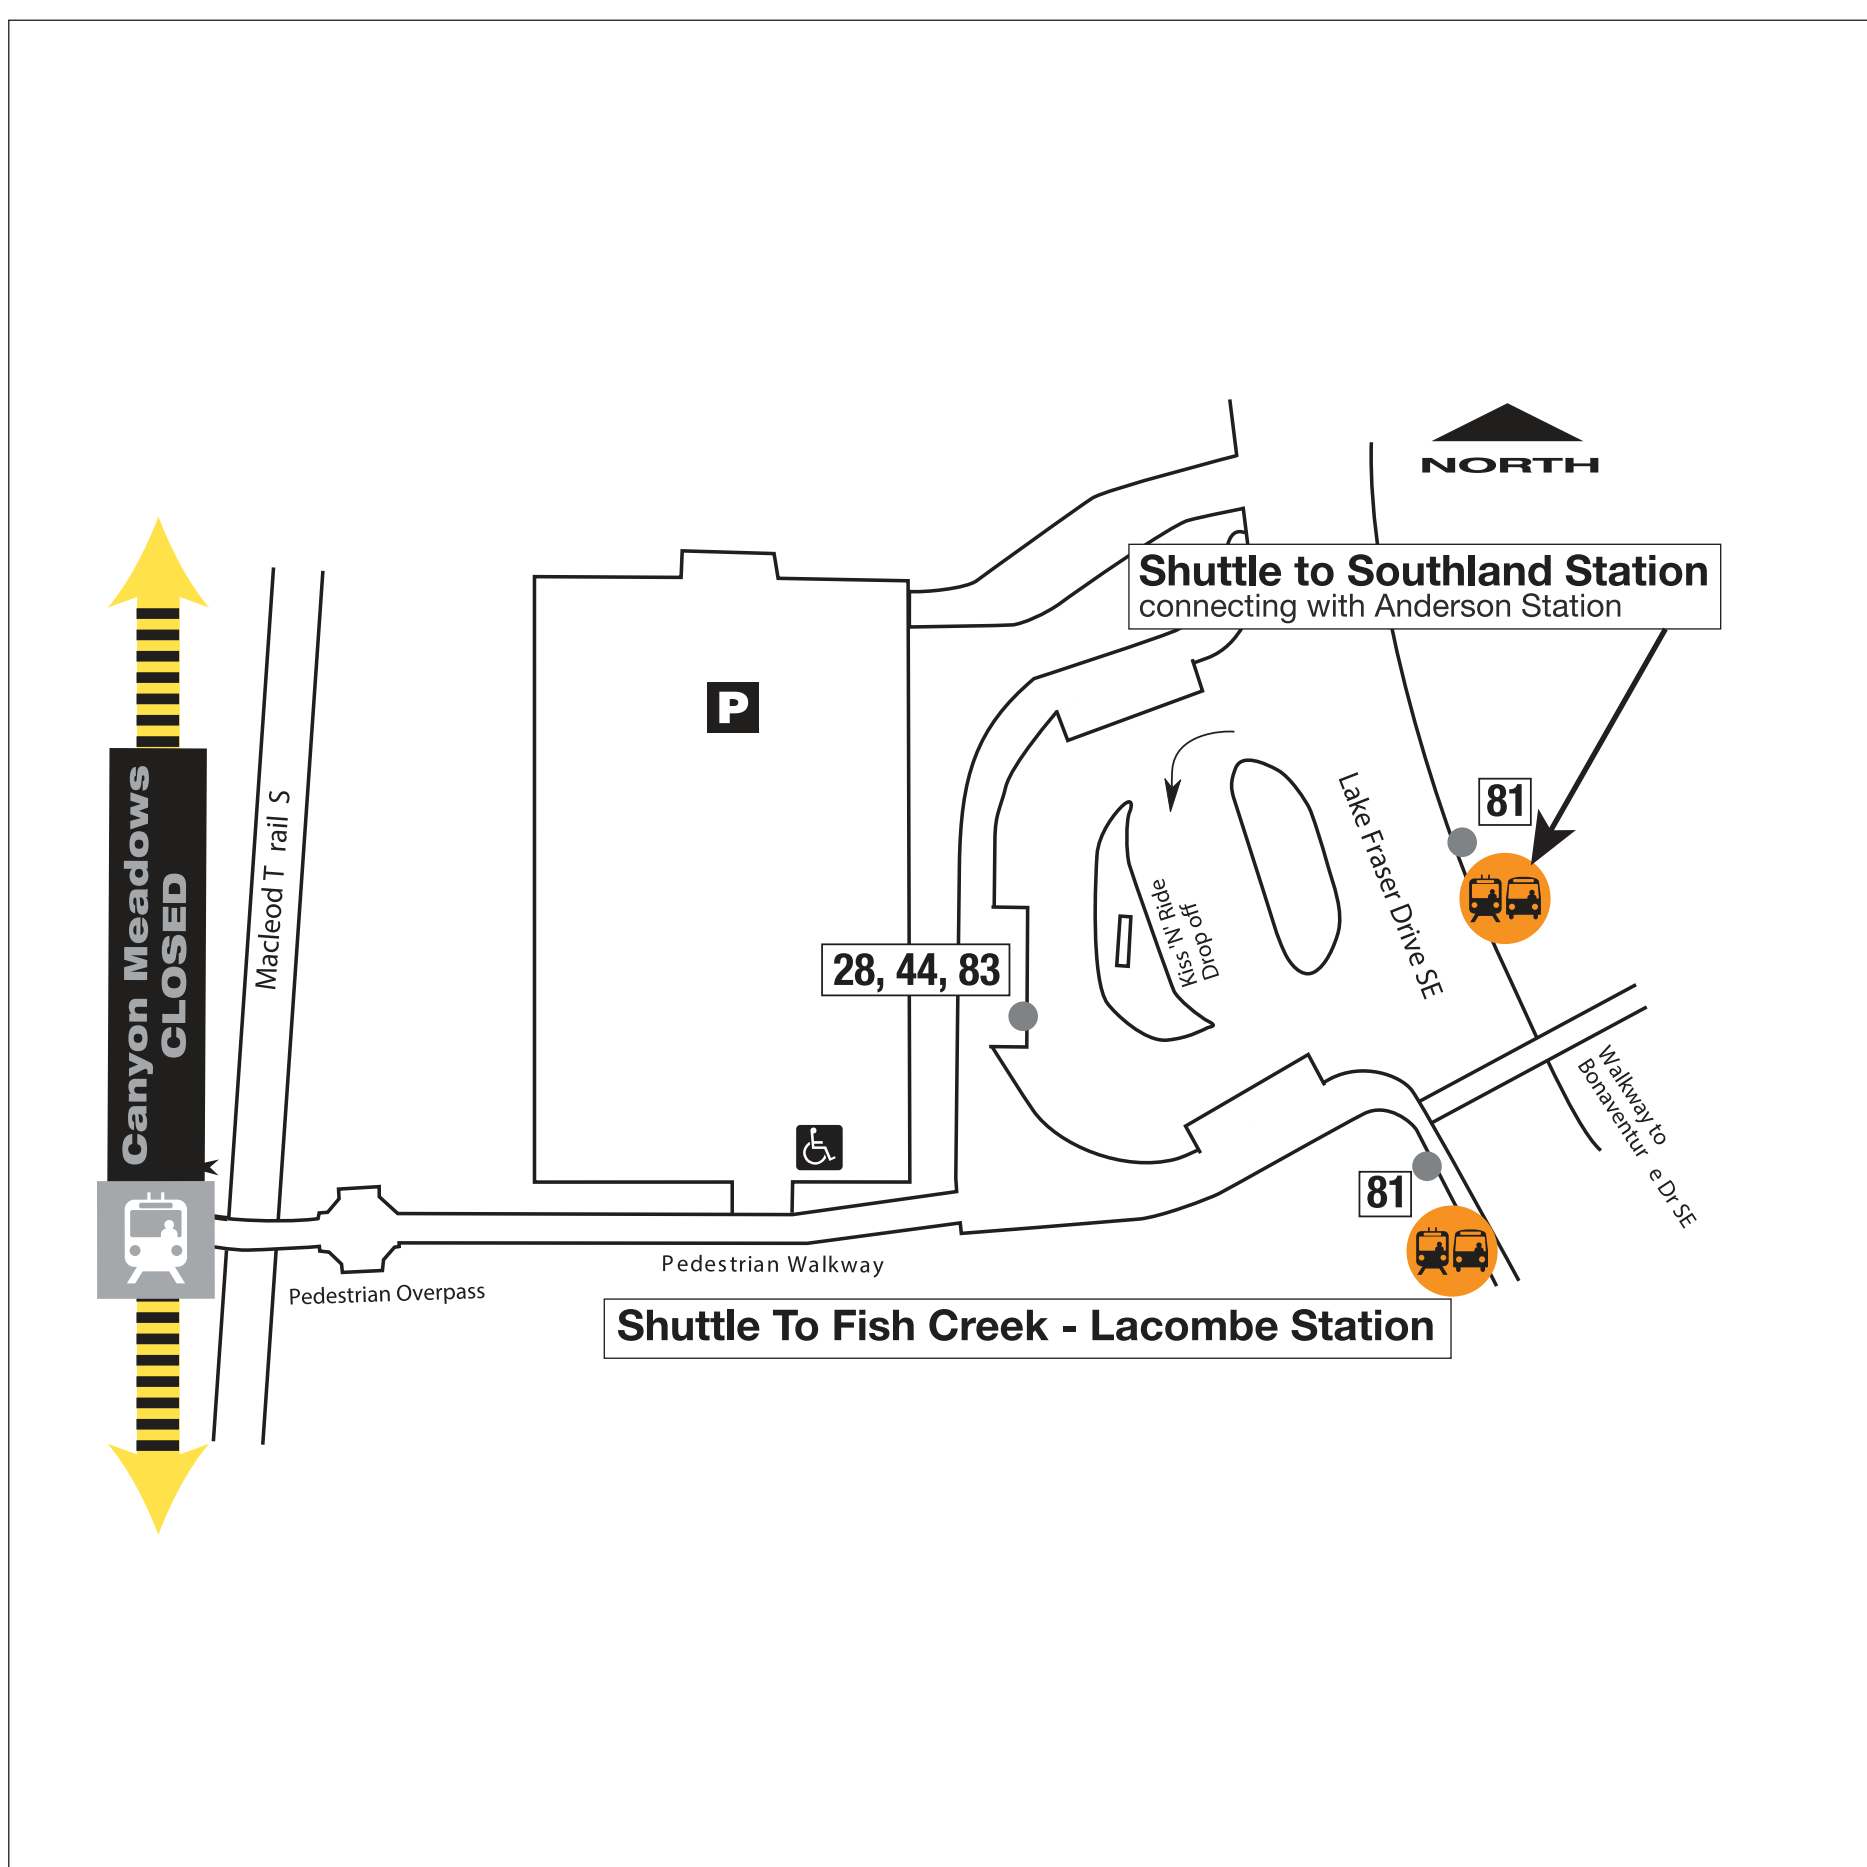 NORTH
Shuttle to Southland Station
connecting with Anderson Station
P
81
Canyon Meadows
CLOSED
Macleod T rail S
Lake Fraser Drive SE
Kiss 'N' Ride
Drop off
28, 44, 83
Walkway to
Bonaventur e Dr SE
81
Pedestrian Walkway
Pedestrian Overpass
Shuttle To Fish Creek - Lacombe Station